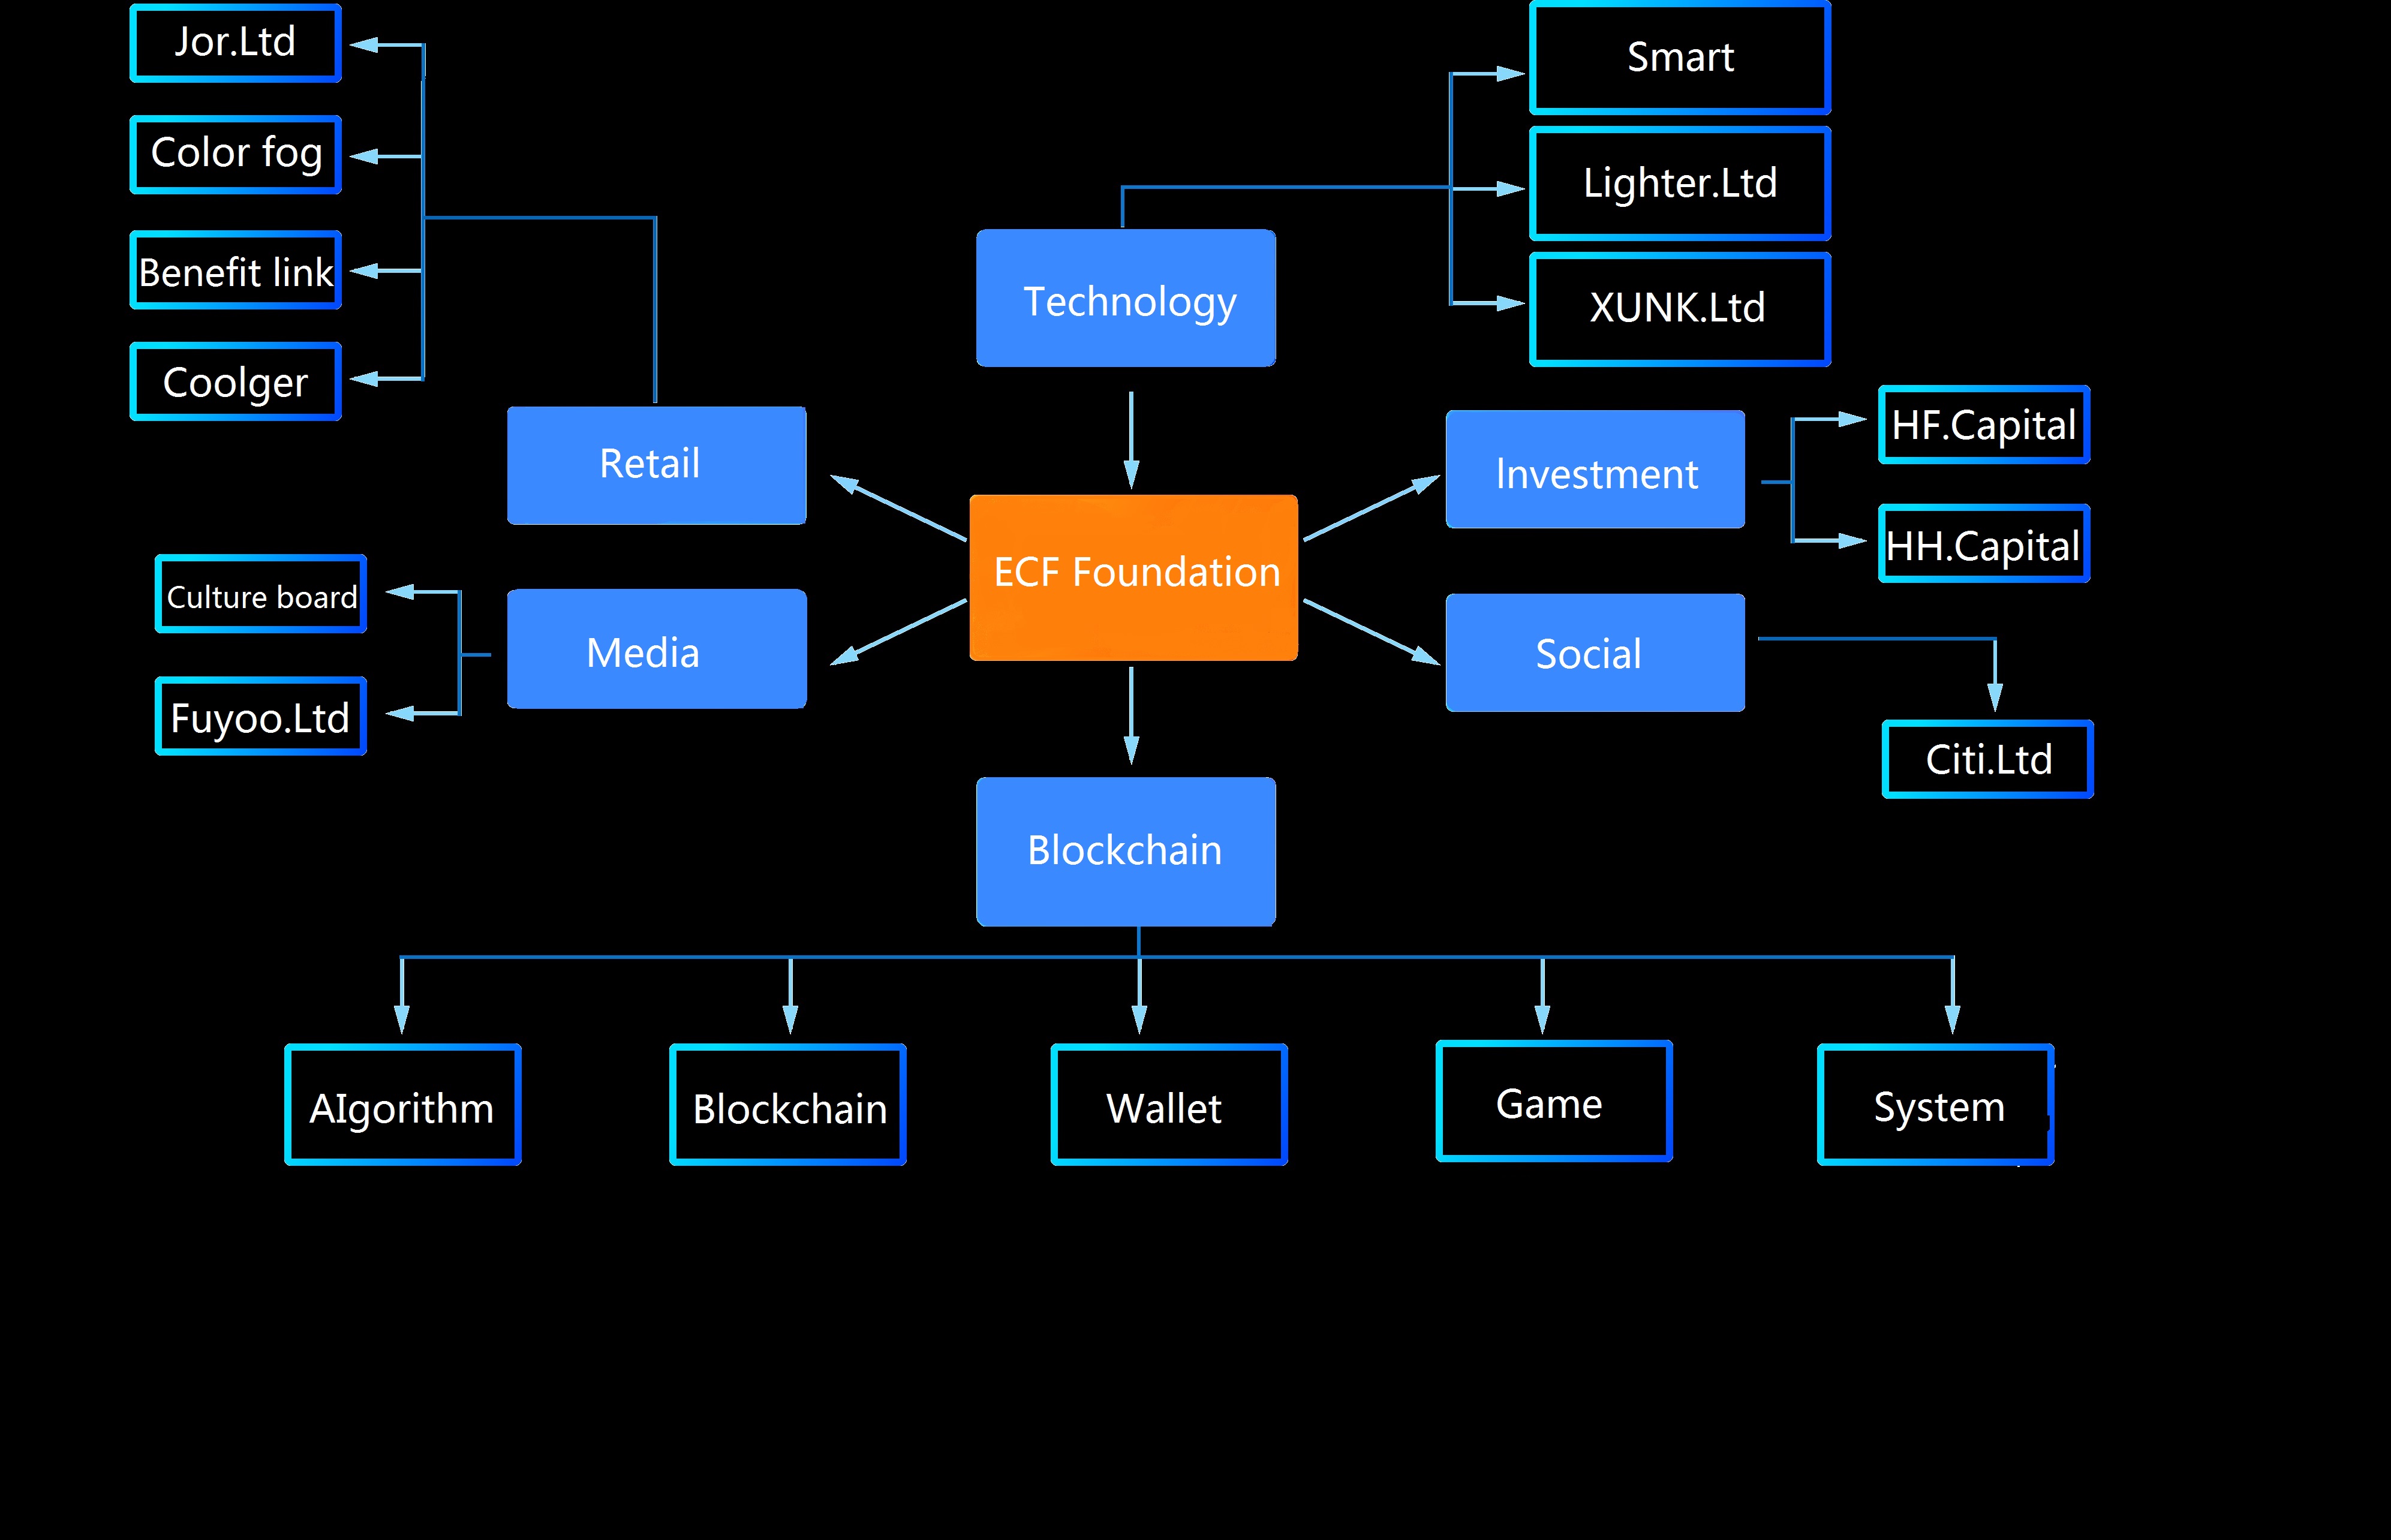 Jor.Ltd
Color fog
Benefit link
Coolger
Smart
Lighter.Ltd
XUNK.Ltd
Technology
Retail
Investment
HF.Capital
HH.Capital
ECF Foundation
Culture board
Fuyoo.Ltd
Media
Social
Citi.Ltd
Blockchain
AIgorithm
Blockchain
Wallet
Game
System